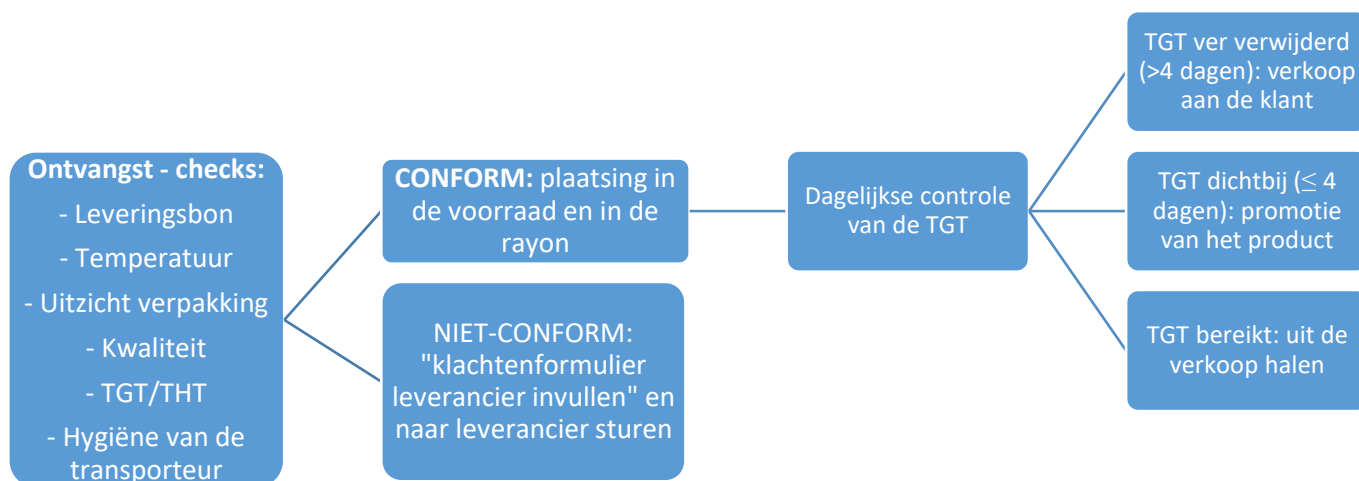 Ontvangst - checks:
- Leveringsbon
- Temperatuur
- Uitzicht verpakking
- Kwaliteit
- TGT/THT
- Hygiëne van de
transporteur
CONFORM: plaatsing in
de voorraad en in de
rayon
NIET-CONFORM:
"klachtenformulier
leverancier invullen" en
naar leverancier sturen
Dagelijkse controle
van de TGT
TGT ver verwijderd
(>4 dagen): verkoop
aan de klant
TGT dichtbij (≤ 4
dagen): promotie
van het product
TGT bereikt: uit de
verkoop halen